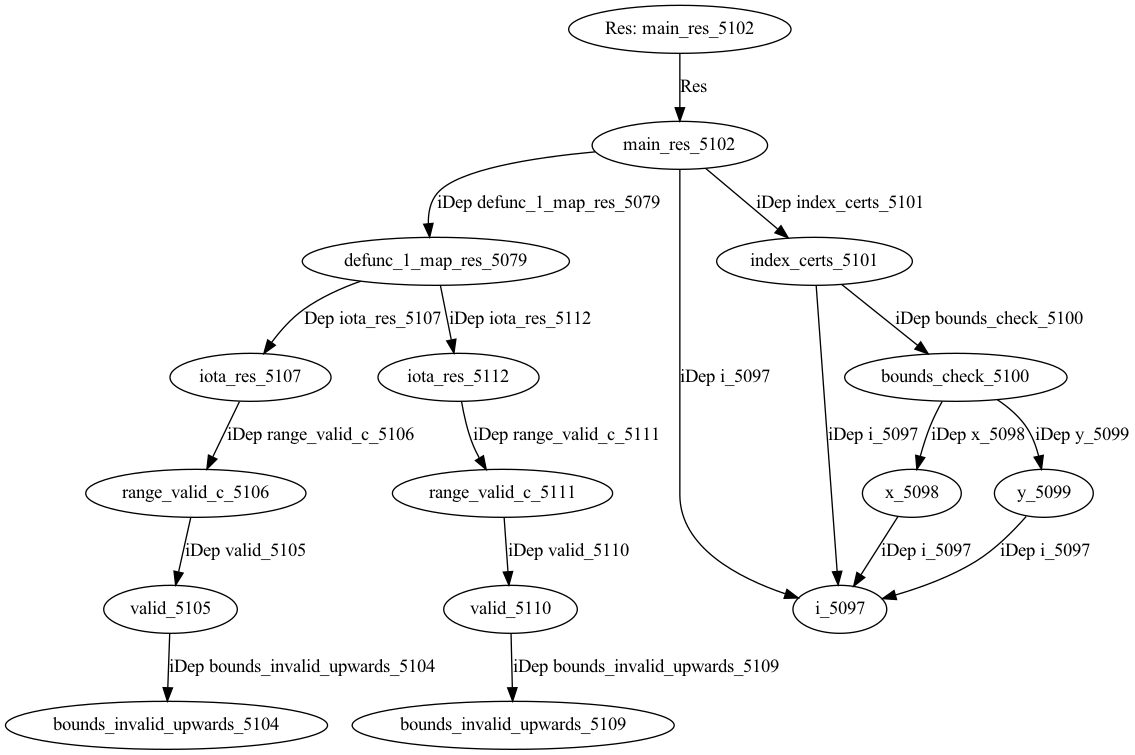 Res: main_res_5102
Res
main_res_5102
iDep defunc_1_map_res_5079
iDep index_certs_5101
defunc_1_map_res_5079
index_certs_5101
Dep iota_res_5107
iDep iota_res_5112
iDep bounds_check_5100
iota_res_5107
iota_res_5112
iDep i_5097
bounds_check_5100
iDep range_valid_c_5106
iDep range_valid_c_5111
iDep i_5097
iDep x_5098
iDep y_5099
range_valid_c_5106
range_valid_c_5111
x_5098
y_5099
iDep valid_5105
iDep valid_5110
iDep i_5097
iDep i_5097
valid_5105
valid_5110
i_5097
iDep bounds_invalid_upwards_5104
iDep bounds_invalid_upwards_5109
bounds_invalid_upwards_5104
bounds_invalid_upwards_5109